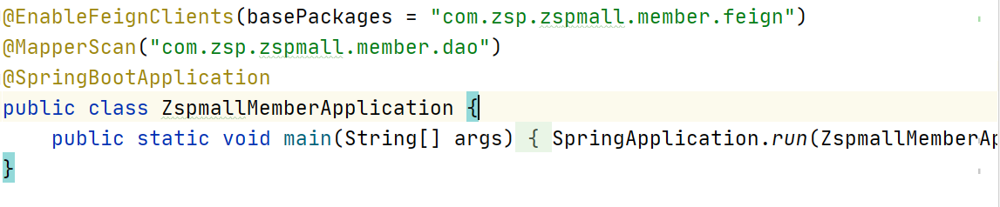 @EnableFeignClients(basePackages = "com.zsp.zspmall.member.feign")
@MapperScan("com.zsp.zspmall.member.dao")
@SpringBootApplication
public class ZspmallMemberApplication {
    public static void main(String[] args) { SpringApplication.run(ZspmallMemberAp
}